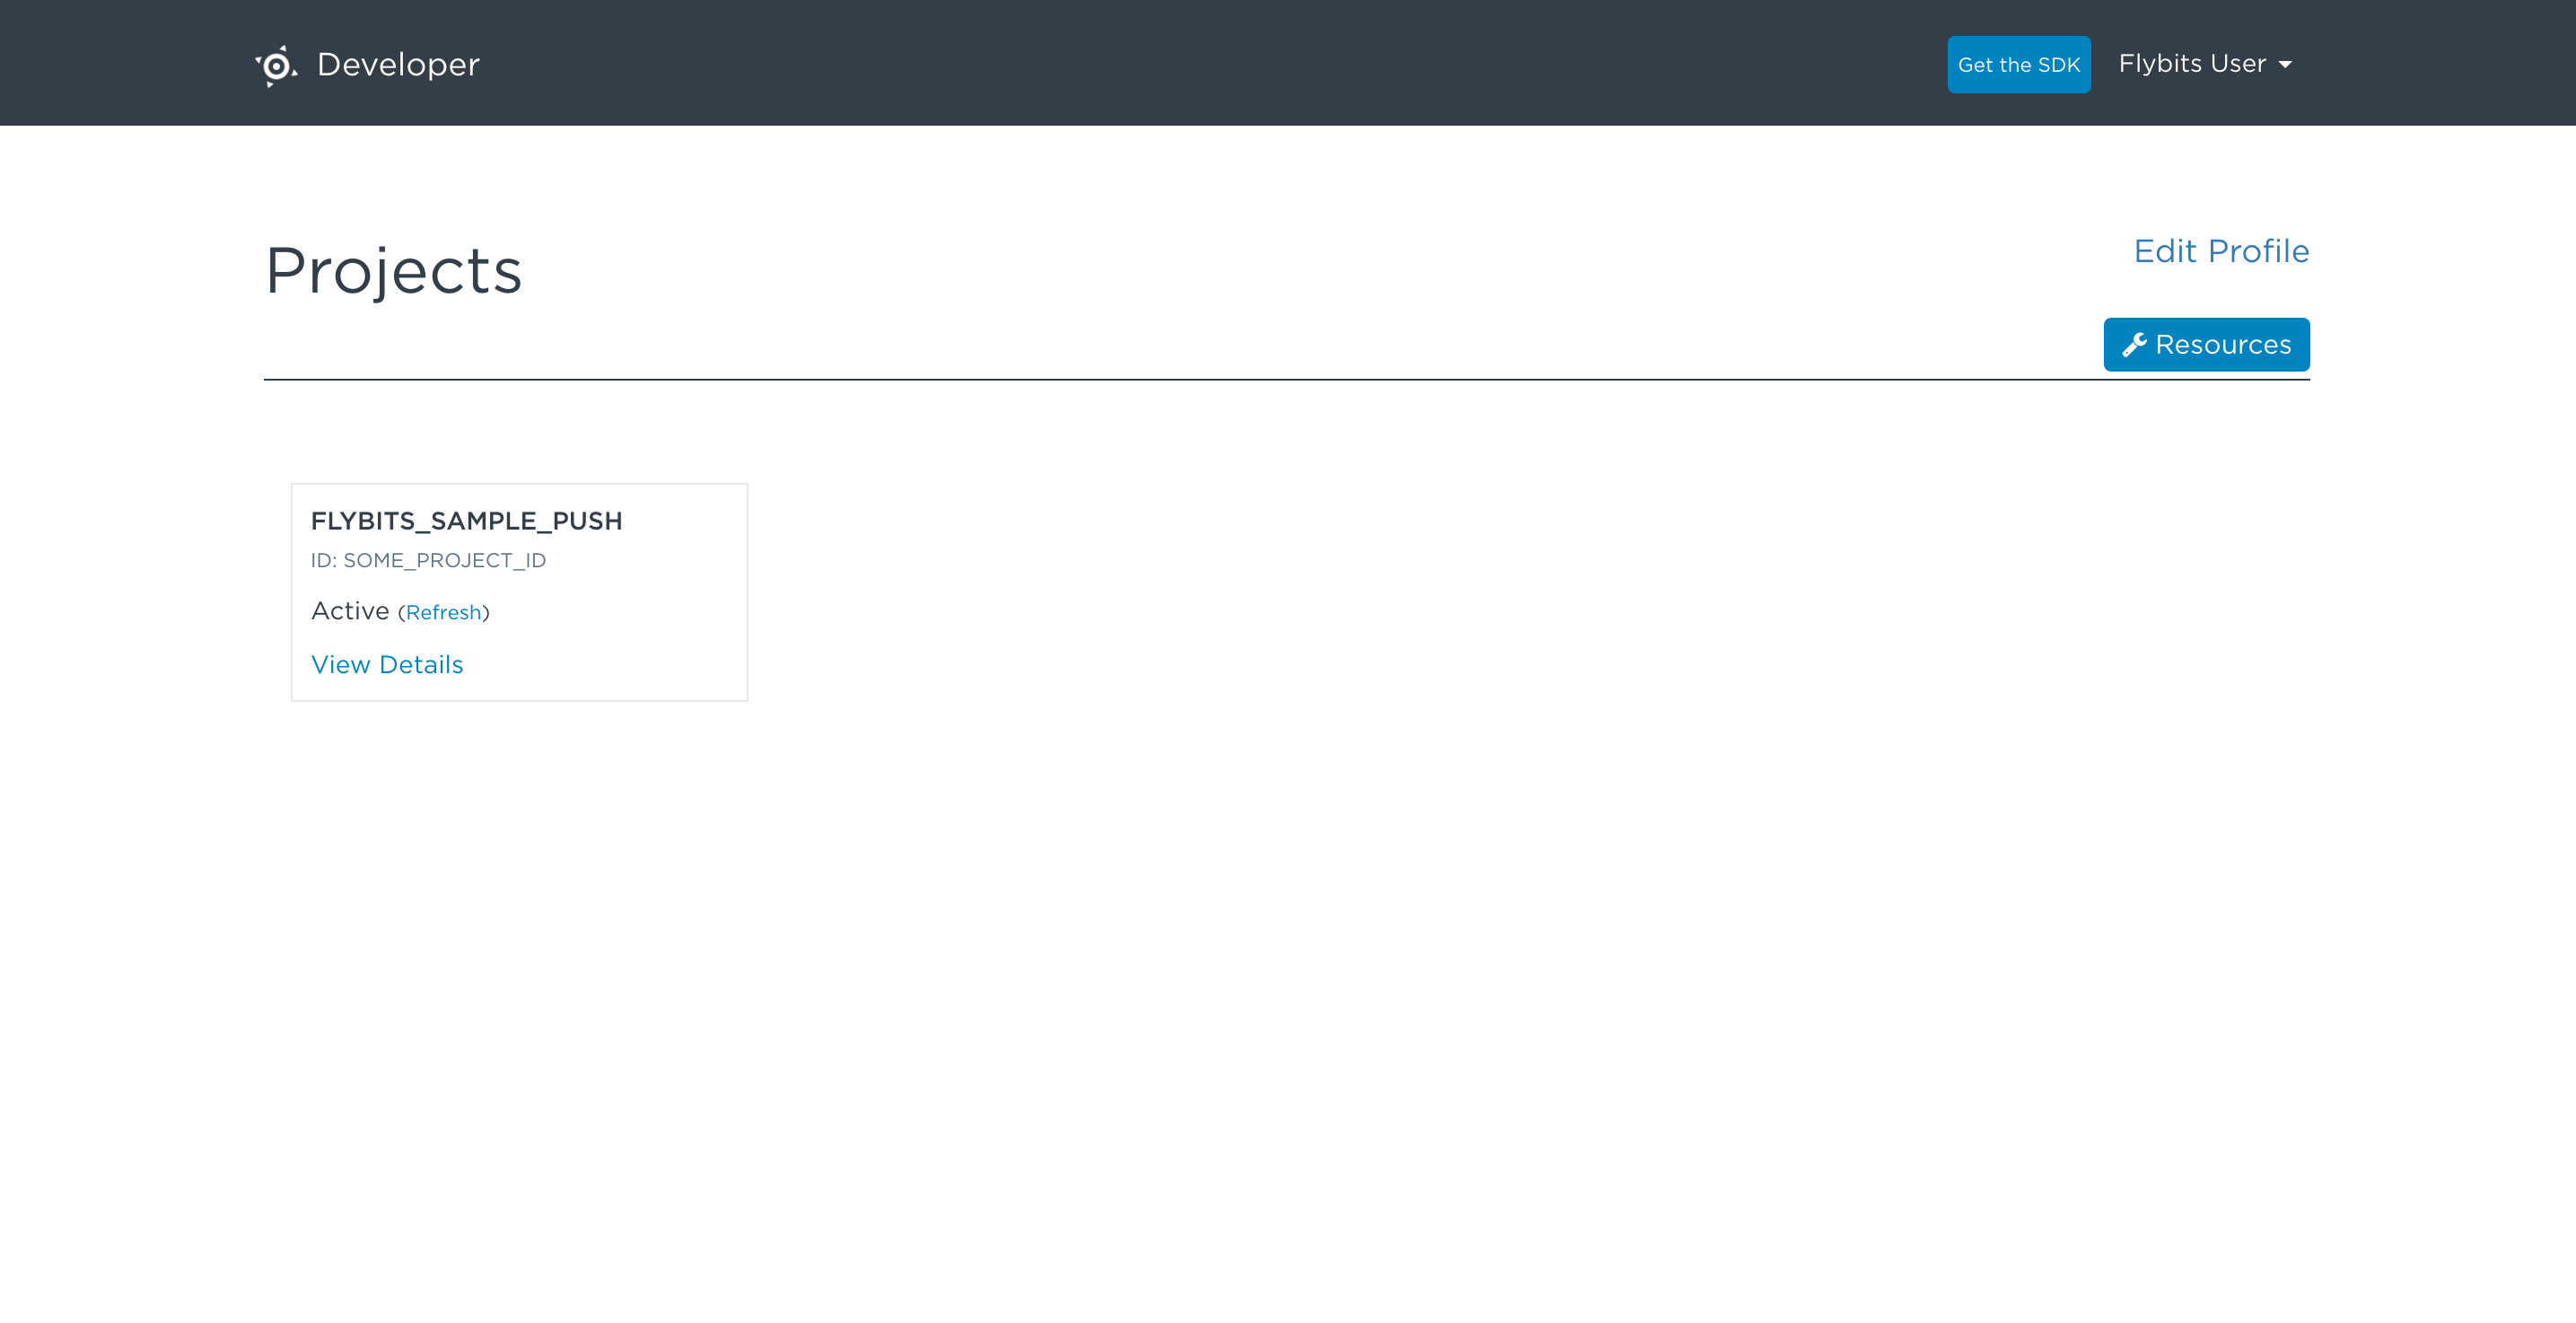 Developer
Get the SDK
Flybits User
Projects
Edit Profile
Resources
FLYBITS_SAMPLE_PUSH
ID: SOME_PROJECT_ID
Active (Refresh)
View Details